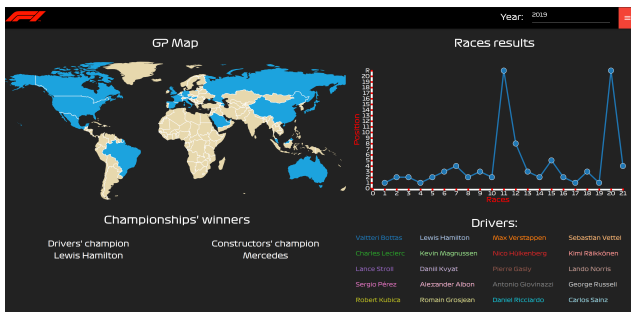 F1
Year: 2019
GP Map
Races results
Position
0 1 2 3 4 5 6 7 8 9 10 11 12 13 14 15 16 17 18 19 20 21
Races
Championships' winners
Drivers' champion
Lewis Hamilton
Constructors' champion
Mercedes
Drivers:
Valtteri Bottas Lewis Hamilton Max Verstappen Sebastian Vettel
Charles Leclerc Kevin Magnussen Nico Hülkenberg Kimi Räikkönen
Lance Stroll Daniil Kvyat Pierre Gasly Lando Norris
Sergio Pérez Alexander Albon Antonio Giovinazzi George Russell
Robert Kubica Romain Grosjean Daniel Ricciardo Carlos Sainz